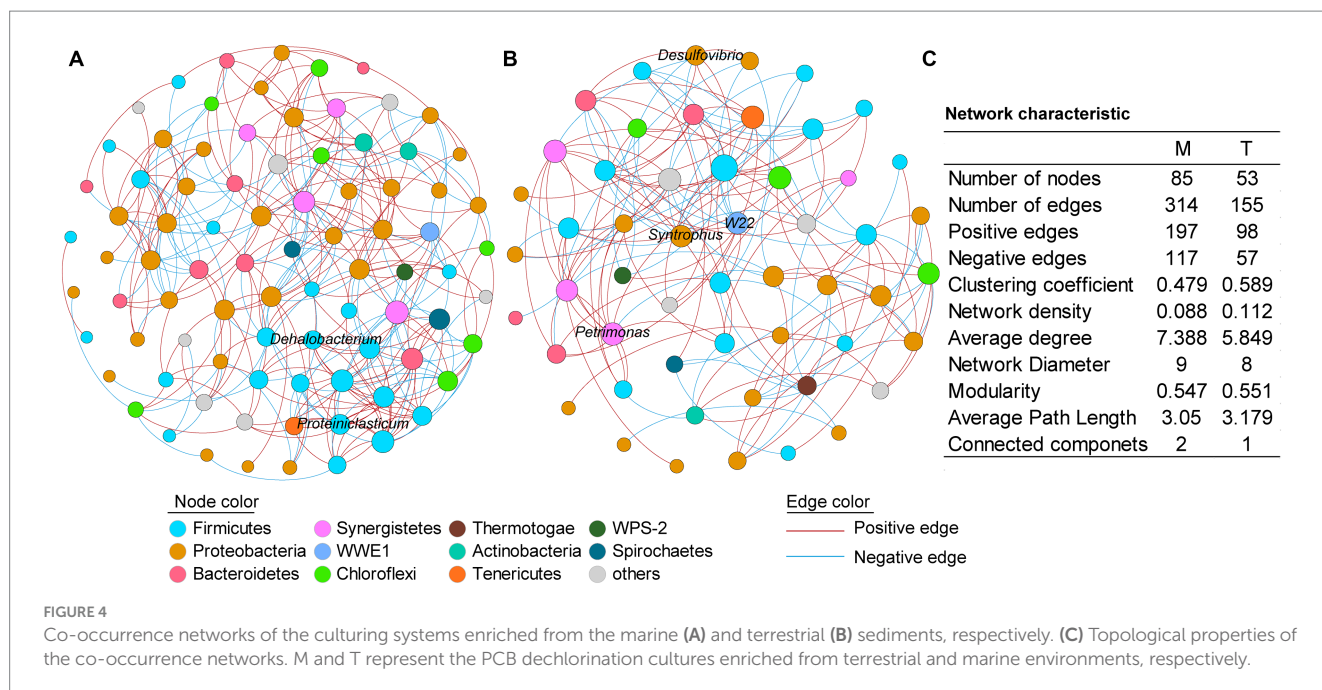 A
B
C
Desulfovibrio
W22
Syntrophus
Petrimonas
Dehalobacterium
Proteiniclasticum
Network characteristic
M T
Number of nodes 85 53
Number of edges 314 155
Positive edges 197 98
Negative edges 117 57
Clustering coefficient 0.479 0.589
Network density 0.088 0.112
Average degree 7.388 5.849
Network Diameter 9 8
Modularity 0.547 0.551
Average Path Length 3.05 3.179
Connected componets 2 1
Node color
Firmicutes Synergistetes Thermotogae WPS-2
Proteobacteria WWE1 Actinobacteria Spirochaetes
Bacteroidetes Chloroflexi Tenericutes others
Edge color
Positive edge
Negative edge
FIGURE 4
Co-occurrence networks of the culturing systems enriched from the marine (A) and terrestrial (B) sediments, respectively. (C) Topological properties of
the co-occurrence networks. M and T represent the PCB dechlorination cultures enriched from terrestrial and marine environments, respectively.